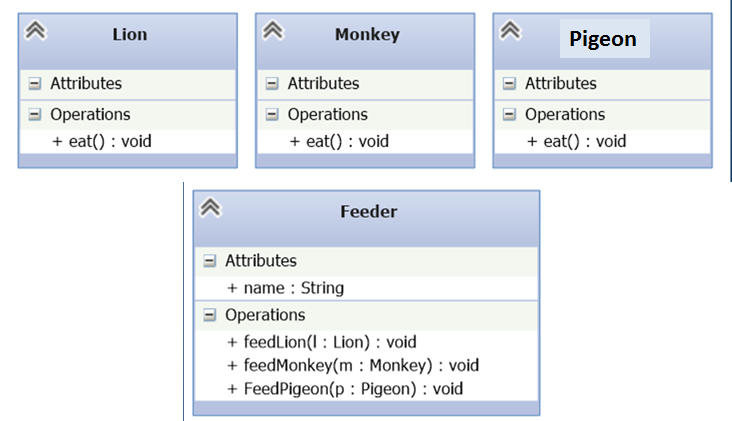 Lion
Attributes
Operations
+ eat() : void
Monkey
Attributes
Operations
+ eat() : void
Pigeon
Attributes
Operations
+ eat() : void
Feeder
Attributes
+ name : String
Operations
+ feedLion(l : Lion) : void
+ feedMonkey(m : Monkey) : void
+ FeedPigeon(p : Pigeon) : void